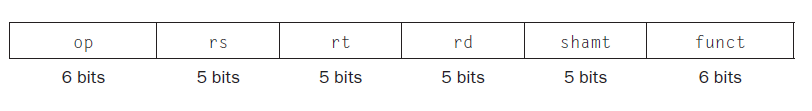 op rs rt rd shamt funct
6 bits 5 bits 5 bits 5 bits 5 bits 6 bits